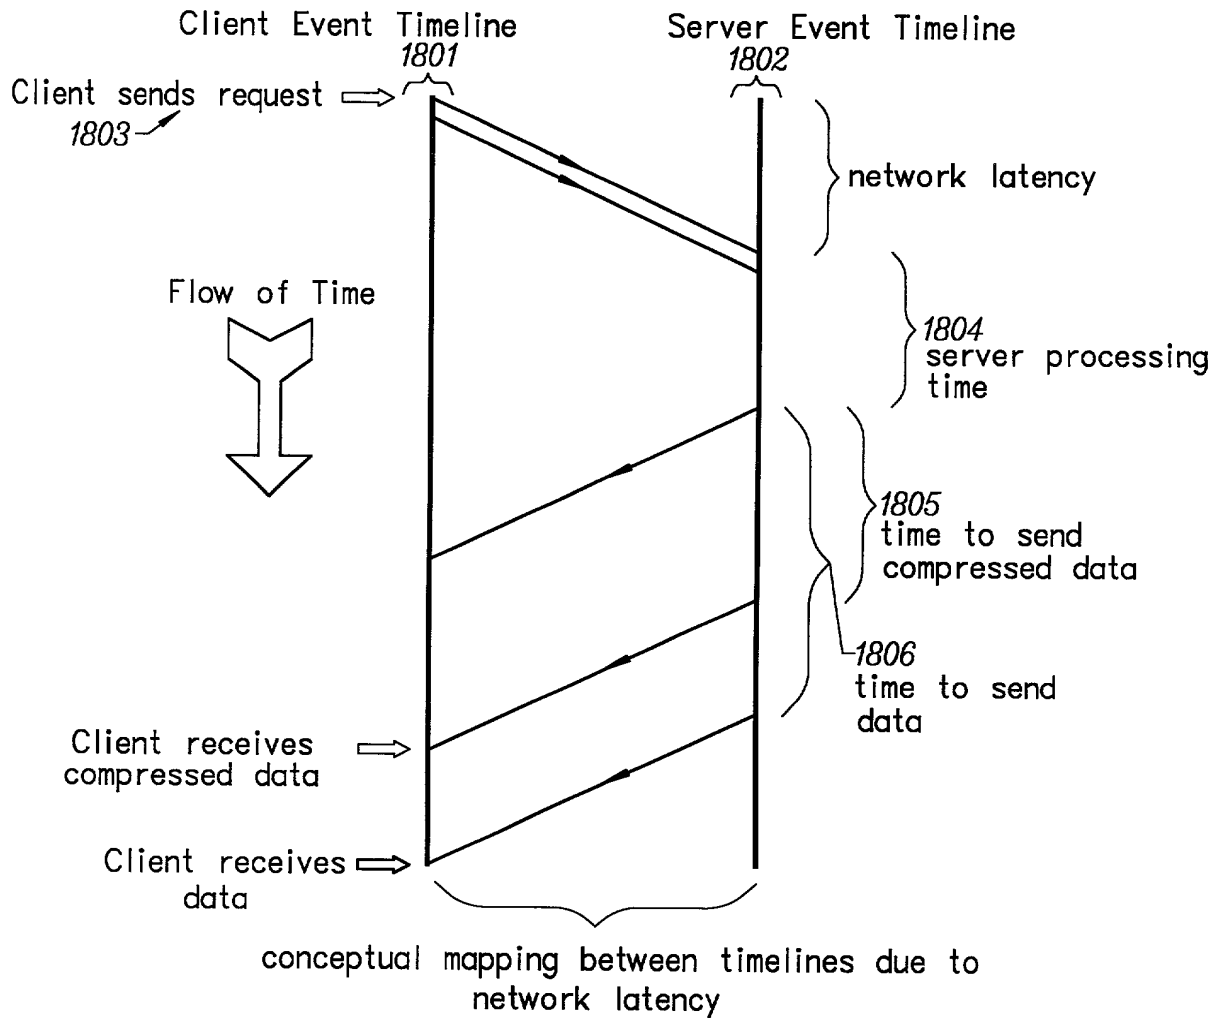 Client Event Timeline
1801
Server Event Timeline
1802
Client sends request
1803
network latency
Flow of Time
1804
server processing
time
1805
time to send
compressed data
1806
time to send
data
Client receives
compressed data
Client receives
data
conceptual mapping between timelines due to
network latency